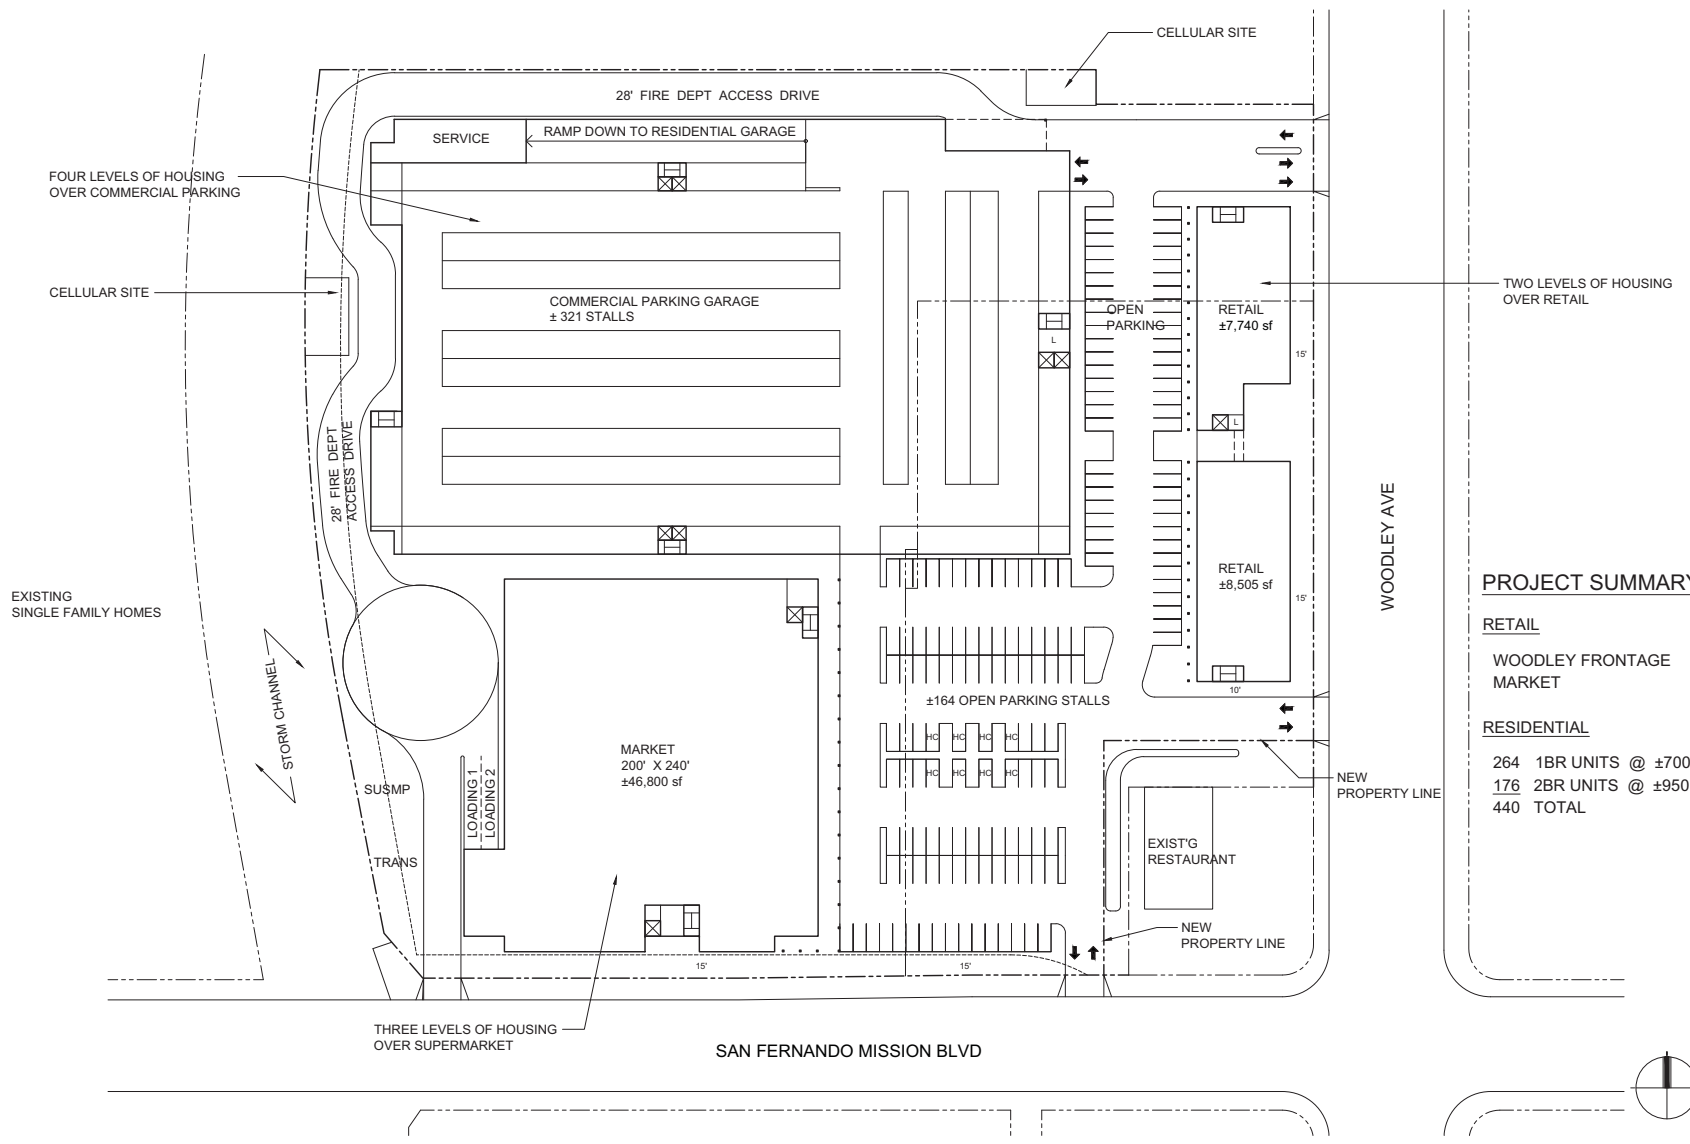 CELLULAR SITE
28' FIRE DEPT ACCESS DRIVE
SERVICE
RAMP DOWN TO RESIDENTIAL GARAGE
FOUR LEVELS OF HOUSING
OVER COMMERCIAL PARKING
CELLULAR SITE
COMMERCIAL PARKING GARAGE
± 321 STALLS
L
OPEN
PARKING
RETAIL
±7,740 sf
15'
L
TWO LEVELS OF HOUSING
OVER RETAIL
28' FIRE DEPT
ACCESS DRIVE
WOODLEY AVE
RETAIL
±8,505 sf
15'
10'
EXISTING
SINGLE FAMILY HOMES
STORM CHANNEL
±164 OPEN PARKING STALLS
HC HC HC HC
HC HC HC HC
MARKET
200' X 240'
±46,800 sf
LOADING 1
LOADING 2
SUSMP
TRANS
NEW
PROPERTY LINE
EXIST'G
RESTAURANT
NEW
PROPERTY LINE
15'
15'
THREE LEVELS OF HOUSING
OVER SUPERMARKET
SAN FERNANDO MISSION BLVD
PROJECT SUMMARY
RETAIL
WOODLEY FRONTAGE
MARKET
RESIDENTIAL
264 1BR UNITS @ ±700
176 2BR UNITS @ ±950
440 TOTAL